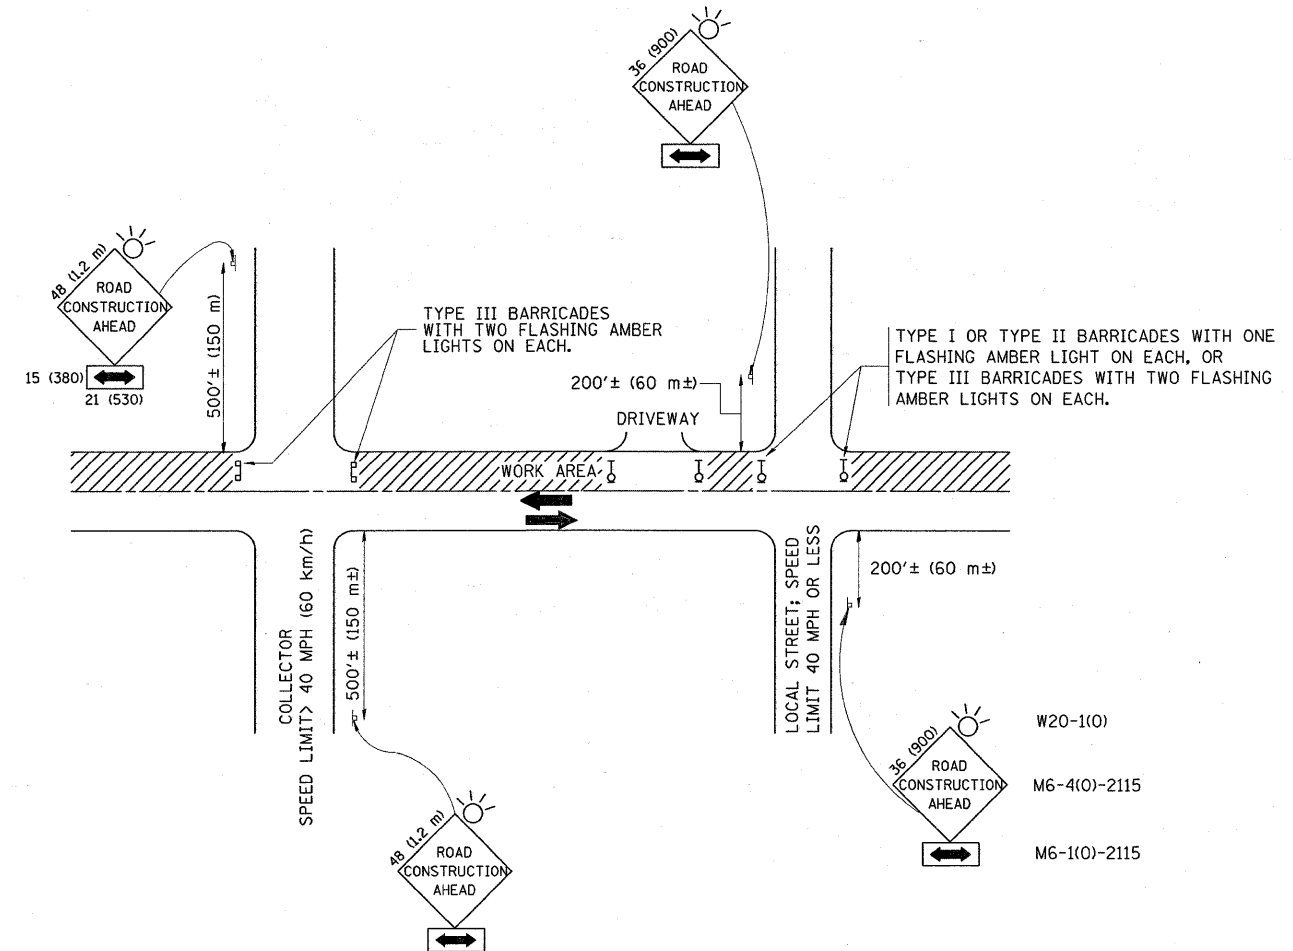 36 (900)
ROAD
CONSTRUCTION
AHEAD
48 (1.2 m)
ROAD
CONSTRUCTION
AHEAD
15 (380)
21 (530)
500'± (150 m)
TYPE III BARRICADES
WITH TWO FLASHING AMBER
LIGHTS ON EACH.
200'± (60 m±)
DRIVEWAY
TYPE I OR TYPE II BARRICADES WITH ONE
FLASHING AMBER LIGHT ON EACH, OR
TYPE III BARRICADES WITH TWO FLASHING
AMBER LIGHTS ON EACH.
WORK AREA
COLLECTOR
SPEED LIMIT> 40 MPH (60 km/h)
500'± (150 m±)
LOCAL STREET; SPEED
LIMIT 40 MPH OR LESS
200'± (60 m±)
36 (900)
ROAD
CONSTRUCTION
AHEAD
W20-1(O)
M6-4(O)-2115
M6-1(O)-2115
48 (1.2 m)
ROAD
CONSTRUCTION
AHEAD